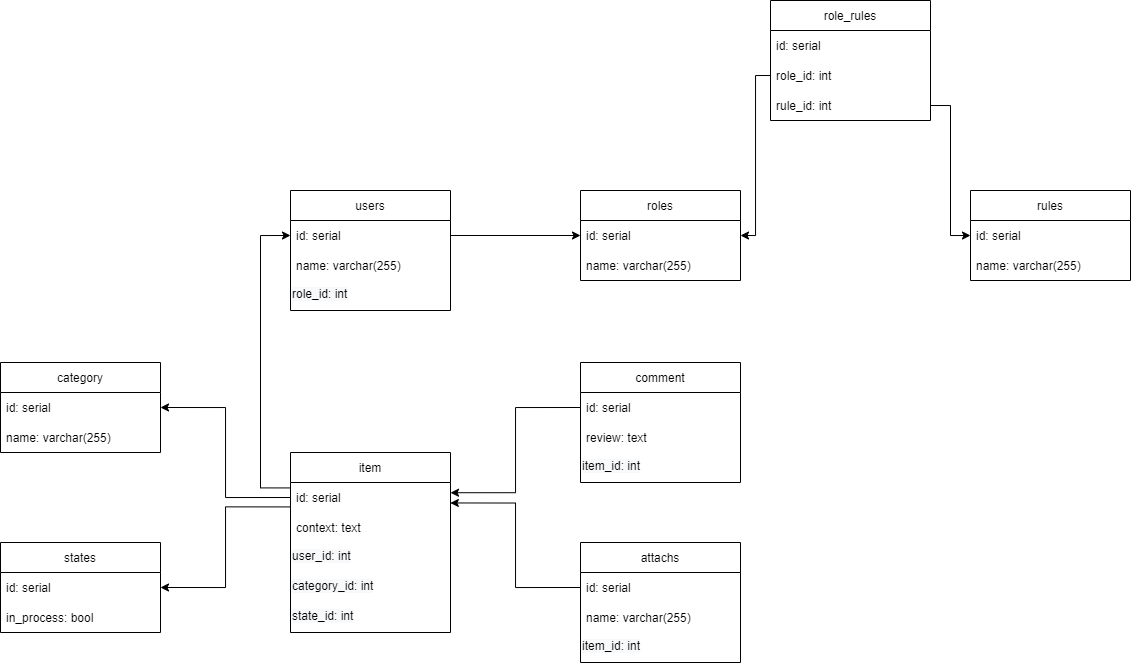 role_rules
id: serial
role_id: int
rule_id: int
users
id: serial
name: varchar(255)
role_id: int
roles
id: serial
name: varchar(255)
rules
id: serial
name: varchar(255)
category
id: serial
name: varchar(255)
comment
id: serial
review: text
item_id: int
item
id: serial
context: text
user_id: int
category_id: int
state_id: int
states
id: serial
in_process: bool
attachs
id: serial
name: varchar(255)
item_id: int